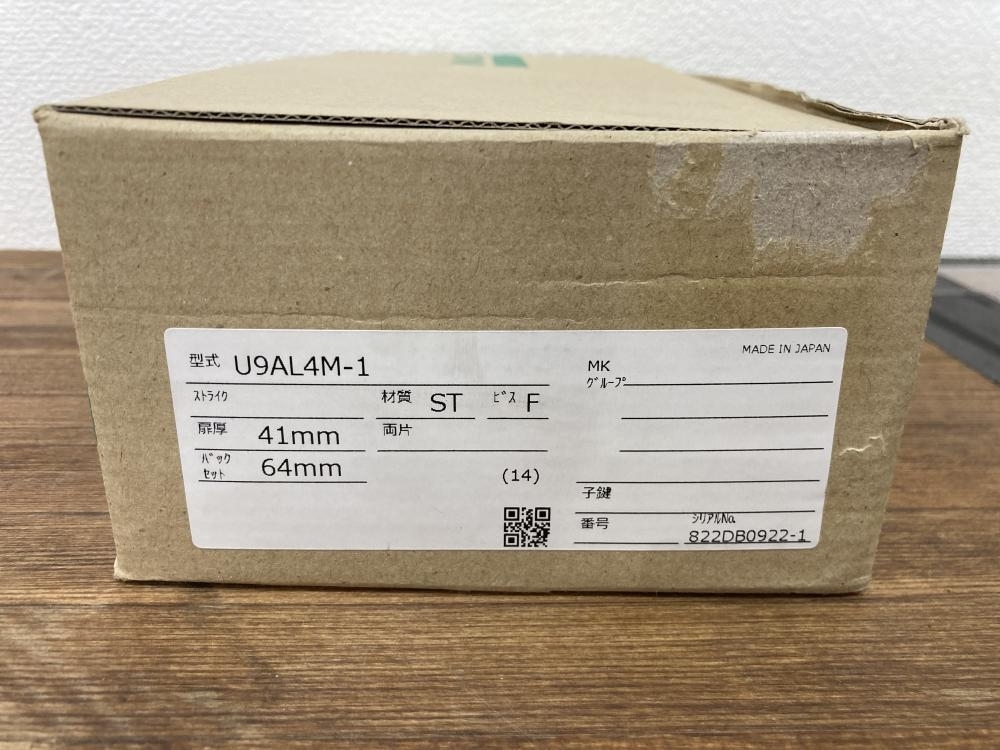 型式 U9AL4M-1
MADE IN JAPAN
MK
グループ
ストライク
材質 ST
ビス F
扉厚 41mm
両片
バックセット 64mm
(14)
子鍵
番号
シリアルNo.
822DB0922-1